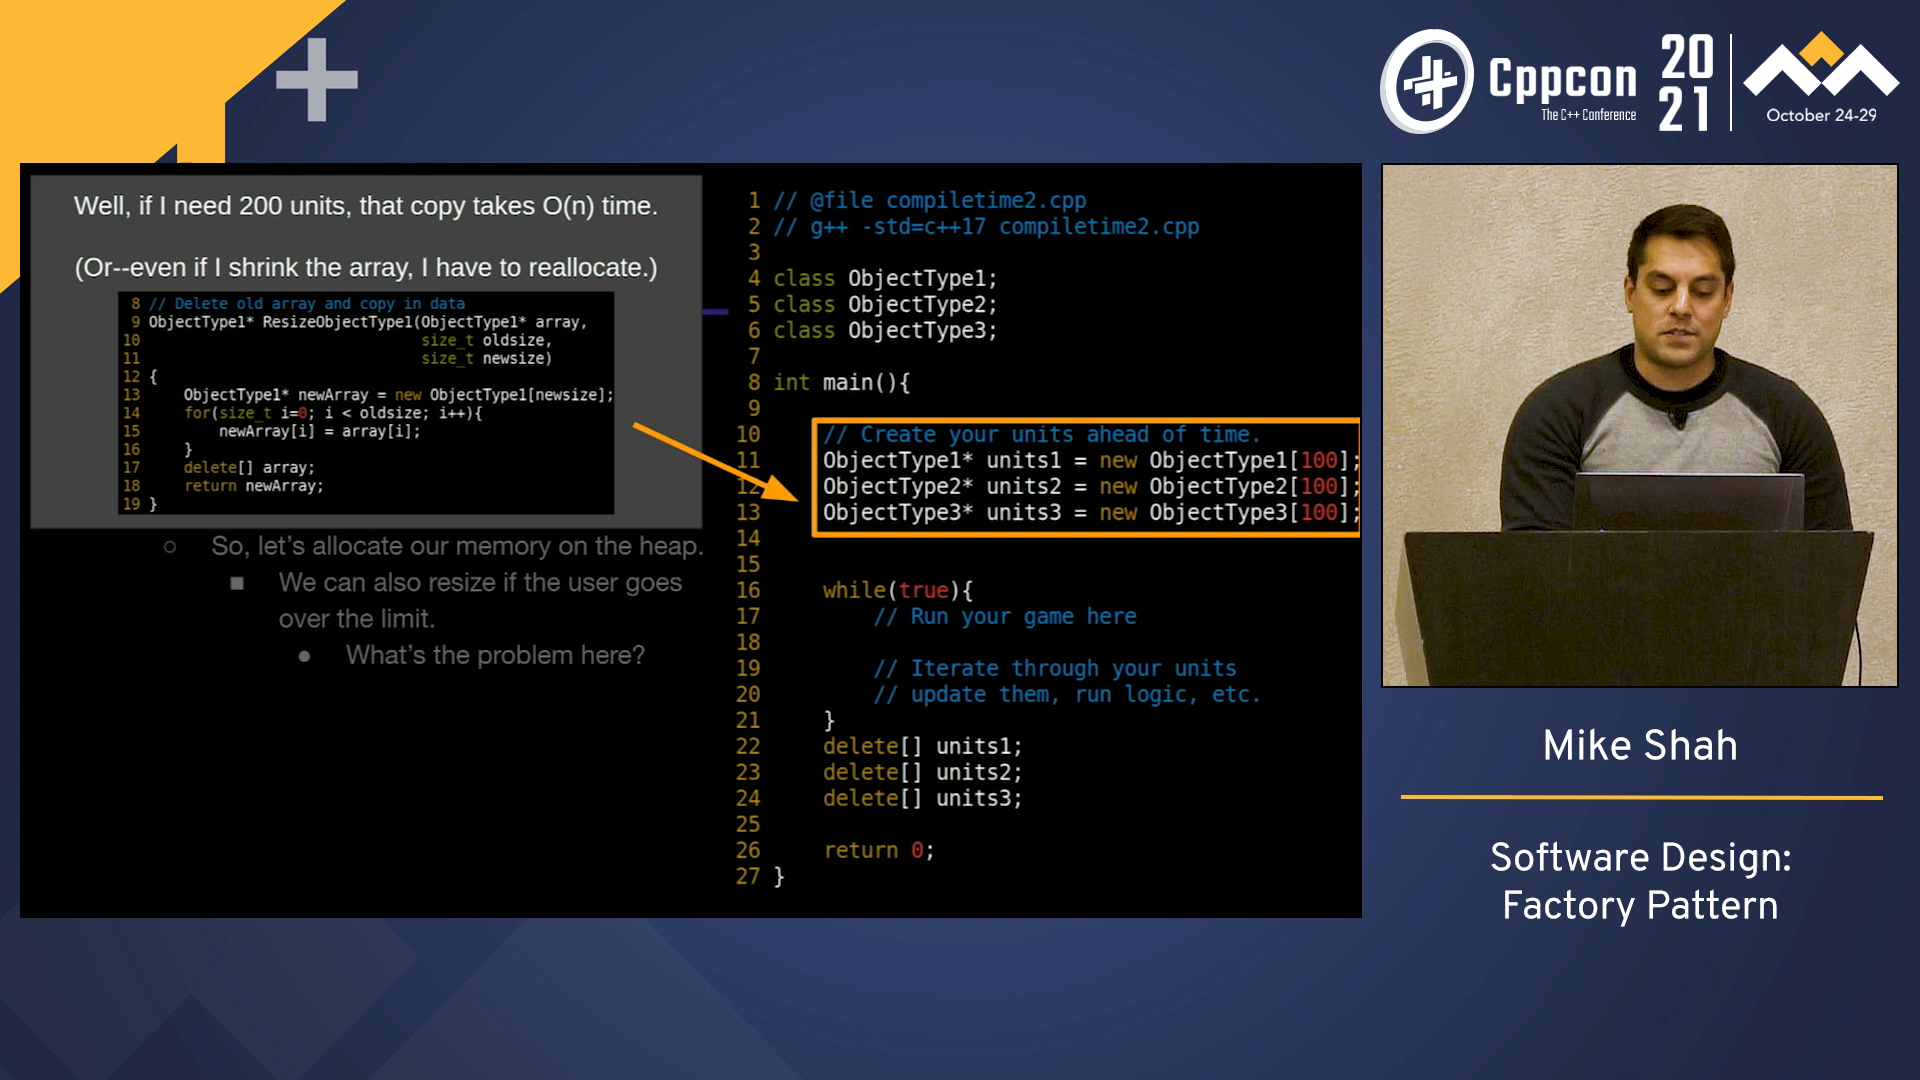 Cppcon
The C++ Conference
20
21
October 24-29
Well, if I need 200 units, that copy takes O(n) time.
(Or--even if I shrink the array, I have to reallocate.)
8 // Delete old array and copy in data
9 ObjectType1* ResizeObjectType1(ObjectType1* array,
10 size_t oldsize,
11 size_t newsize)
12 {
13 ObjectType1* newArray = new ObjectType1[newsize];
14 for(size_t i=0; i < oldsize; i++){
15 newArray[i] = array[i];
16 }
17 delete[] array;
18 return newArray;
19 }
○ So, let's allocate our memory on the heap.
■ We can also resize if the user goes
over the limit.
● What's the problem here?
1 // @file compiletime2.cpp
2 // g++ -std=c++17 compiletime2.cpp
3
4 class ObjectType1;
5 class ObjectType2;
6 class ObjectType3;
7
8 int main(){
9
10 // Create your units ahead of time.
11 ObjectType1* units1 = new ObjectType1[100];
12 ObjectType2* units2 = new ObjectType2[100];
13 ObjectType3* units3 = new ObjectType3[100];
14
15
16 while(true){
17 // Run your game here
18
19 // Iterate through your units
20 // update them, run logic, etc.
21 }
22 delete[] units1;
23 delete[] units2;
24 delete[] units3;
25
26 return 0;
27 }
Mike Shah
Software Design:
Factory Pattern